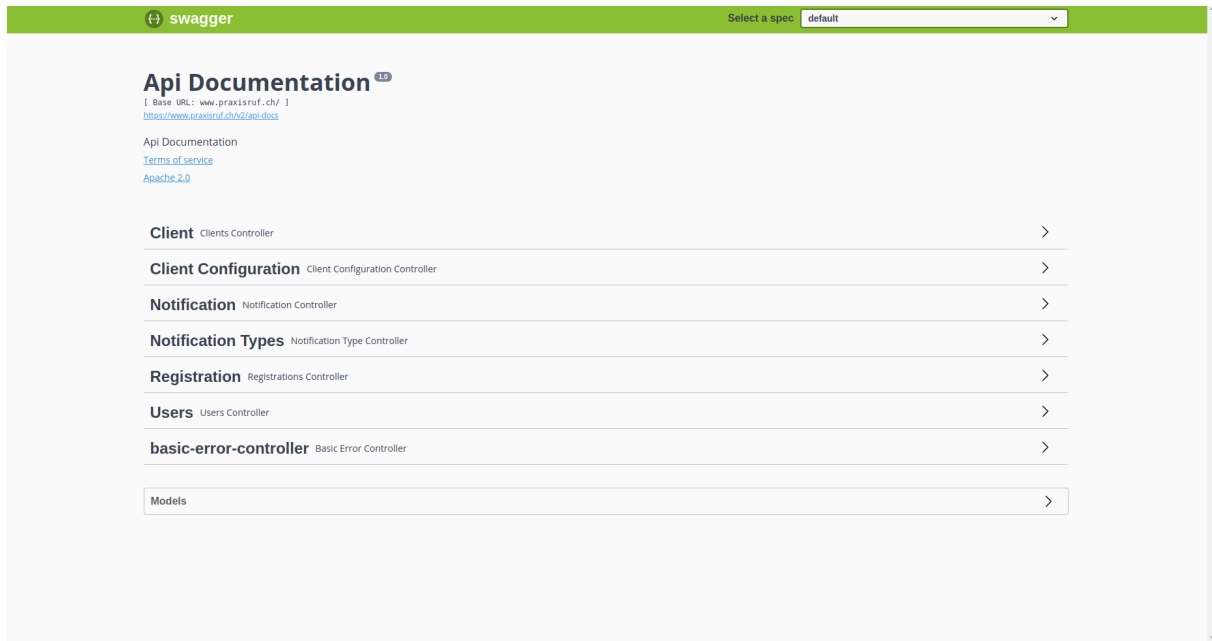 swagger Select a spec default
Api Documentation 1.0
[ Base URL: www.praxisruf.ch/ ]
https://www.praxisruf.ch/v2/api-docs
Api Documentation
Terms of service
Apache 2.0
Client Clients Controller
Client Configuration Client Configuration Controller
Notification Notification Controller
Notification Types Notification Type Controller
Registration Registrations Controller
Users Users Controller
basic-error-controller Basic Error Controller
Models